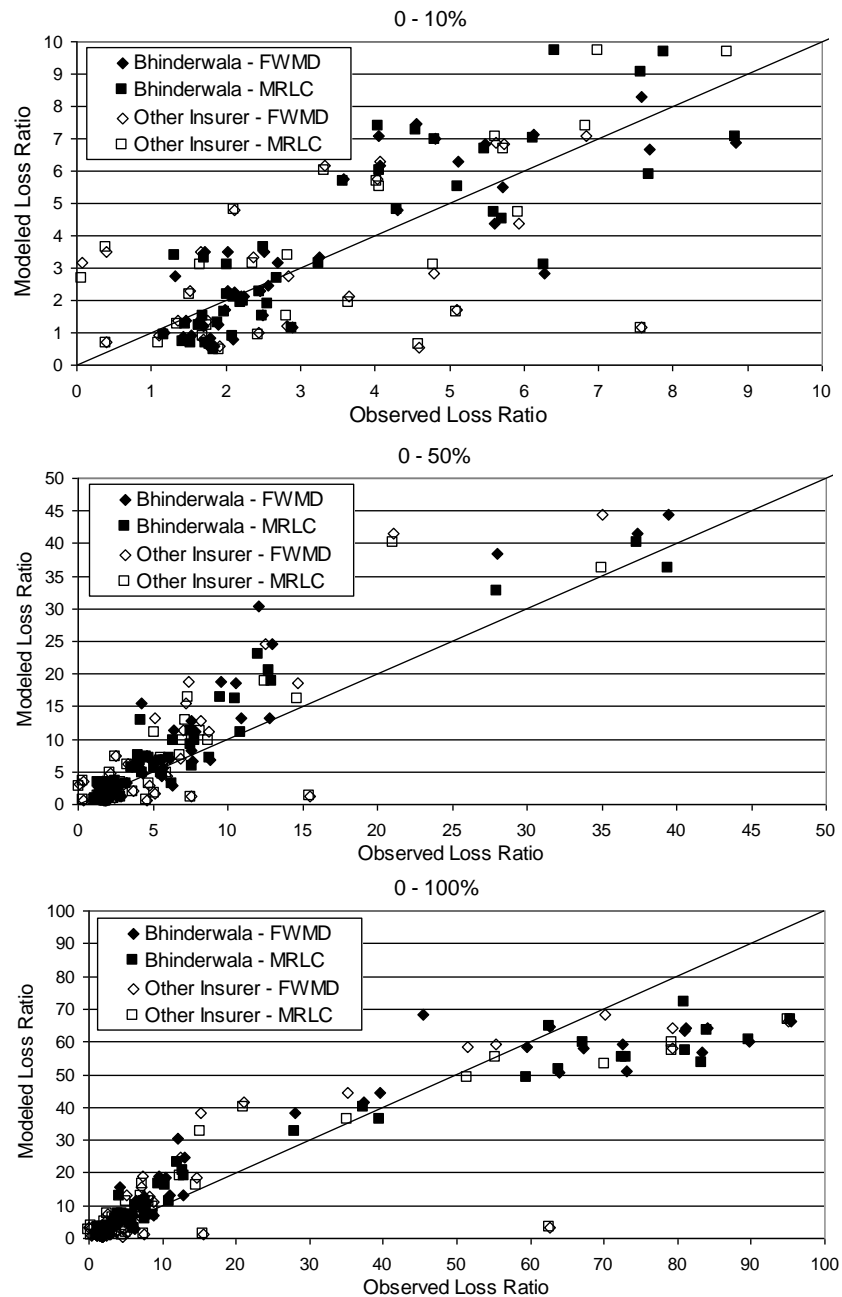 0 - 10%
10
9
8
7
6
5
4
3
2
1
0
Modeled Loss Ratio
Bhinderwala - FWMD
Bhinderwala - MRLC
Other Insurer - FWMD
Other Insurer - MRLC
0 1 2 3 4 5 6 7 8 9 10
Observed Loss Ratio
0 - 50%
50
45
40
35
30
25
20
15
10
5
0
Modeled Loss Ratio
Bhinderwala - FWMD
Bhinderwala - MRLC
Other Insurer - FWMD
Other Insurer - MRLC
0 5 10 15 20 25 30 35 40 45 50
Observed Loss Ratio
0 - 100%
100
90
80
70
60
50
40
30
20
10
0
Modeled Loss Ratio
Bhinderwala - FWMD
Bhinderwala - MRLC
Other Insurer - FWMD
Other Insurer - MRLC
0 10 20 30 40 50 60 70 80 90 100
Observed Loss Ratio